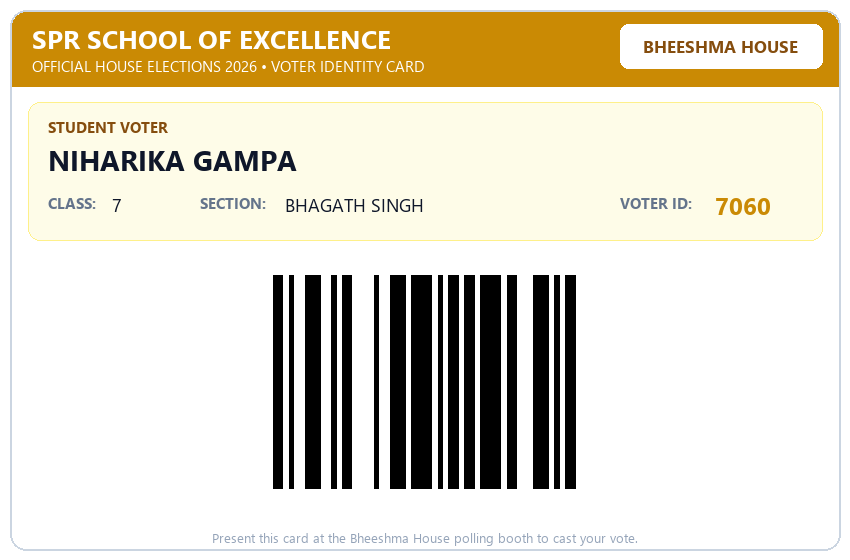 SPR SCHOOL OF EXCELLENCE
OFFICIAL HOUSE ELECTIONS 2026 • VOTER IDENTITY CARD
BHEESHMA HOUSE
STUDENT VOTER
NIHARIKA GAMPA
CLASS: 7 SECTION: BHAGATH SINGH VOTER ID: 7060
Present this card at the Bheeshma House polling booth to cast your vote.